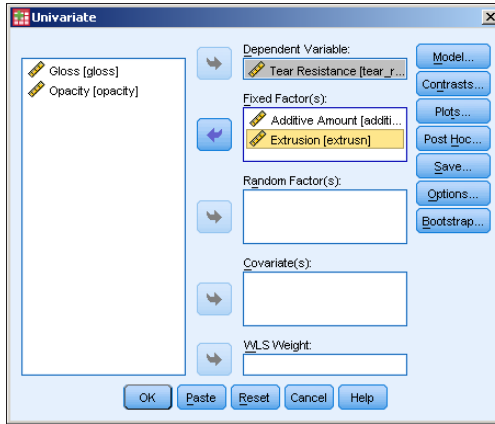 Univariate
Gloss [gloss]
Opacity [opacity]
Dependent Variable:
Tear Resistance [tear_r...
Fixed Factor(s):
Additive Amount [additi...
Extrusion [extrusn]
Random Factor(s):
Covariate(s):
WLS Weight:
Model...
Contrasts...
Plots...
Post Hoc...
Save...
Options...
Bootstrap...
OK Paste Reset Cancel Help